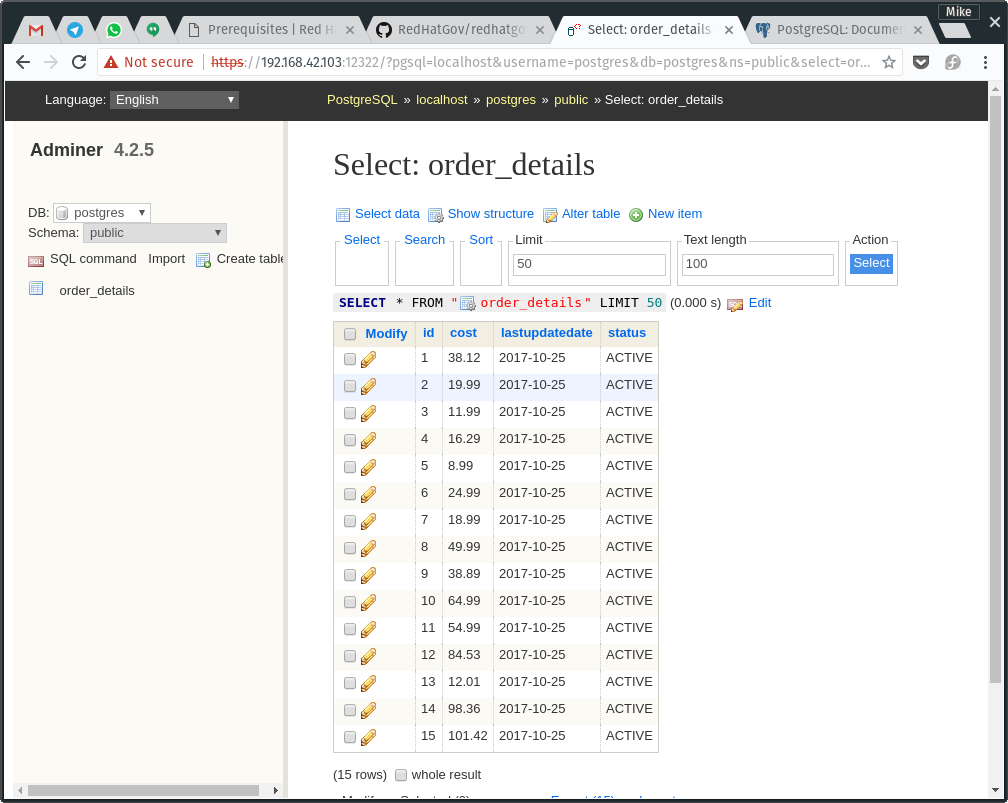 Mike
Prerequisites | Red H
RedHatGov/redhatgo
Select: order_details
PostgreSQL: Documen
Not secure https://192.168.42.103:12322/?pgsql=localhost&username=postgres&db=postgres&ns=public&select=or...
Language: English
PostgreSQL » localhost » postgres » public » Select: order_details
Adminer 4.2.5
DB: postgres
Schema: public
SQL command Import Create table
order_details
Select: order_details
Select data Show structure Alter table New item
Select Search Sort Limit Text length Action
50 100 Select
SELECT * FROM "order_details" LIMIT 50 (0.000 s) Edit
Modify id cost lastupdatedate status
1 38.12 2017-10-25 ACTIVE
2 19.99 2017-10-25 ACTIVE
3 11.99 2017-10-25 ACTIVE
4 16.29 2017-10-25 ACTIVE
5 8.99 2017-10-25 ACTIVE
6 24.99 2017-10-25 ACTIVE
7 18.99 2017-10-25 ACTIVE
8 49.99 2017-10-25 ACTIVE
9 38.89 2017-10-25 ACTIVE
10 64.99 2017-10-25 ACTIVE
11 54.99 2017-10-25 ACTIVE
12 84.53 2017-10-25 ACTIVE
13 12.01 2017-10-25 ACTIVE
14 98.36 2017-10-25 ACTIVE
15 101.42 2017-10-25 ACTIVE
(15 rows) whole result